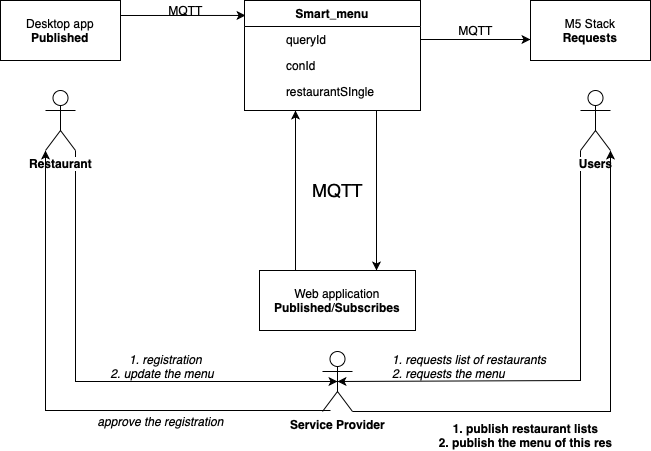 Desktop app
Published
MQTT
Smart_menu
queryId
conId
restaurantSIngle
MQTT
M5 Stack
Requests
Restaurant
Users
MQTT
Web application
Published/Subscribes
1. registration
2. update the menu
1. requests list of restaurants
2. requests the menu
approve the registration
Service Provider
1. publish restaurant lists
2. publish the menu of this res